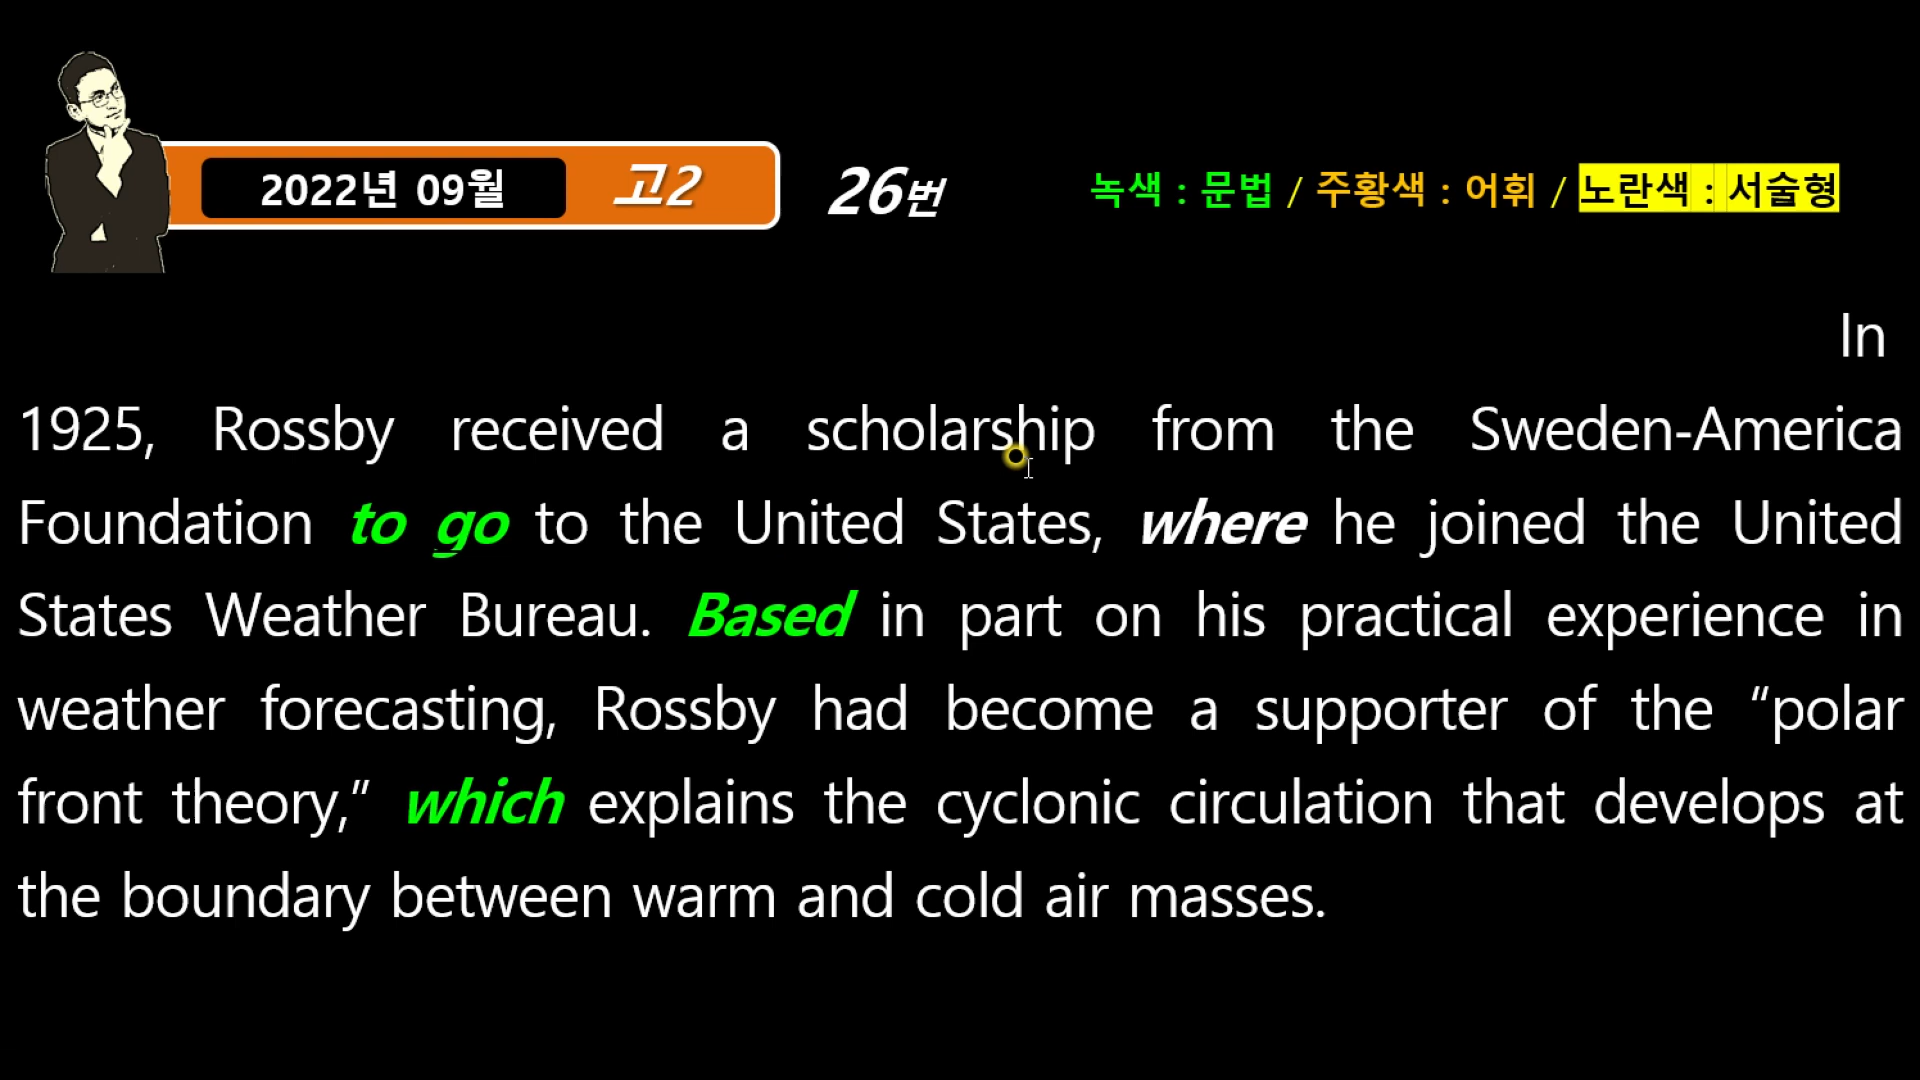 2022년 09월 고2 26번 녹색 : 문법 / 주황색 : 어휘 / 노란색 : 서술형
In
1925, Rossby received a scholarship from the Sweden-America
Foundation to go to the United States, where he joined the United
States Weather Bureau. Based in part on his practical experience in
weather forecasting, Rossby had become a supporter of the “polar
front theory,” which explains the cyclonic circulation that develops at
the boundary between warm and cold air masses.